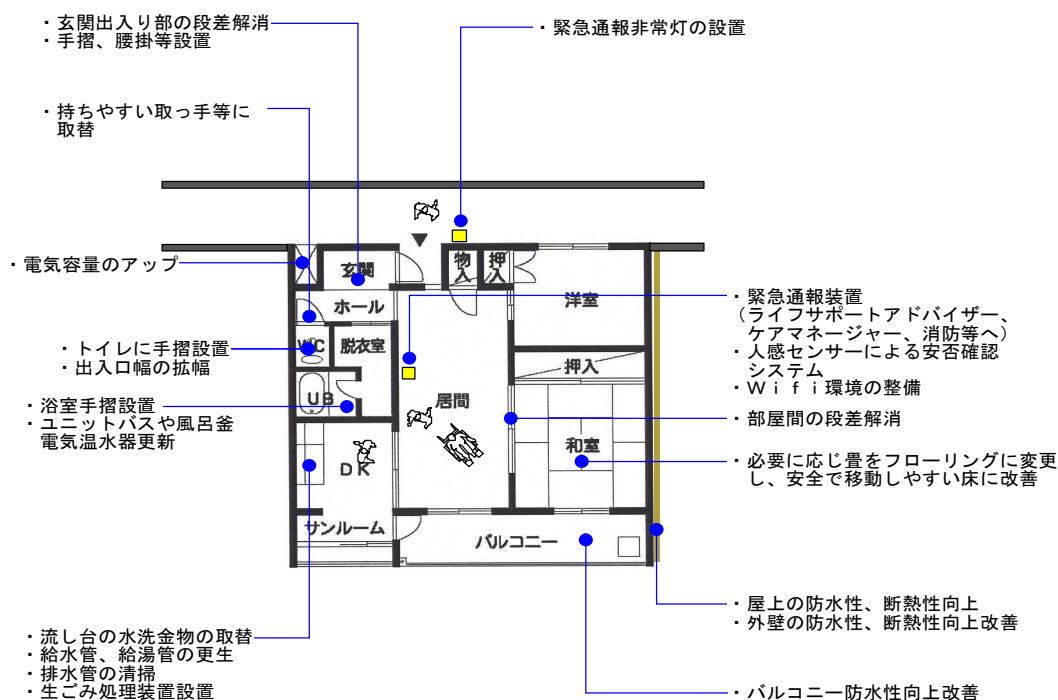 ・玄関出入り部の段差解消
・手摺、腰掛等設置
・緊急通報非常灯の設置
・持ちやすい取っ手等に
取替
・電気容量のアップ
玄関
物入
押入
ホール
洋室
・緊急通報装置
(ライフサポートアドバイザー、
ケアマネージャー、消防等へ)
・人感センサーによる安否確認
システム
・Ｗｉｆｉ環境の整備
・トイレに手摺設置
・出入口幅の拡幅
WC
脱衣室
押入
・浴室手摺設置
・ユニットバスや風呂釜
電気温水器更新
UB
居間
・部屋間の段差解消
和室
DK
・必要に応じ畳をフローリングに変更
し、安全で移動しやすい床に改善
サンルーム
バルコニー
・屋上の防水性、断熱性向上
・外壁の防水性、断熱性向上改善
・流し台の水洗金物の取替
・給水管、給湯管の更生
・排水管の清掃
・生ごみ処理装置設置
・バルコニー防水性向上改善